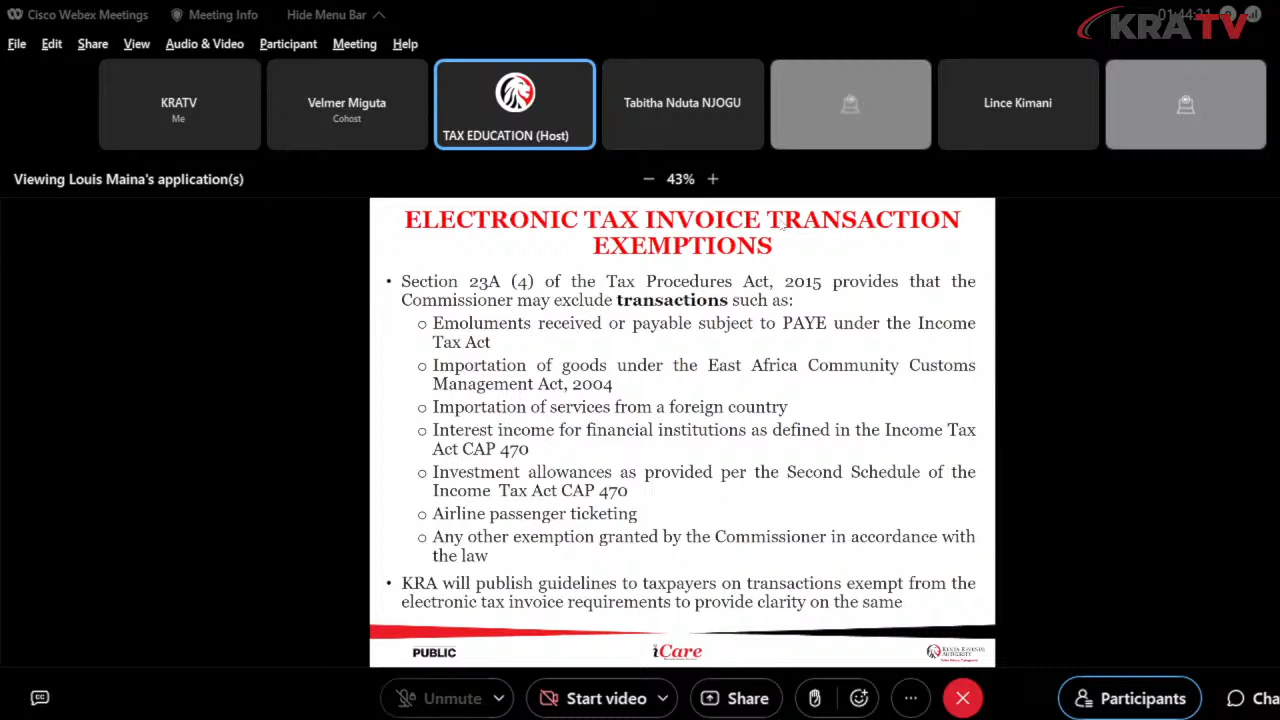 Cisco Webex Meetings
Meeting Info
Hide Menu Bar
01:44:21
KRATV
File
Edit
Share
View
Audio & Video
Participant
Meeting
Help
KRATV
Me
Velmer Miguta
Cohost
TAX EDUCATION (Host)
Tabitha Nduta NJOGU
Lince Kimani
Viewing Louis Maina's application(s)
43%
ELECTRONIC TAX INVOICE TRANSACTION
EXEMPTIONS
• Section 23A (4) of the Tax Procedures Act, 2015 provides that the
Commissioner may exclude transactions such as:
o Emoluments received or payable subject to PAYE under the Income
Tax Act
o Importation of goods under the East Africa Community Customs
Management Act, 2004
o Importation of services from a foreign country
o Interest income for financial institutions as defined in the Income Tax
Act CAP 470
o Investment allowances as provided per the Second Schedule of the
Income Tax Act CAP 470
o Airline passenger ticketing
o Any other exemption granted by the Commissioner in accordance with
the law
• KRA will publish guidelines to taxpayers on transactions exempt from the
electronic tax invoice requirements to provide clarity on the same
PUBLIC
iCare
KENYA REVENUE
AUTHORITY
CC
Unmute
Start video
Share
Participants
Cha